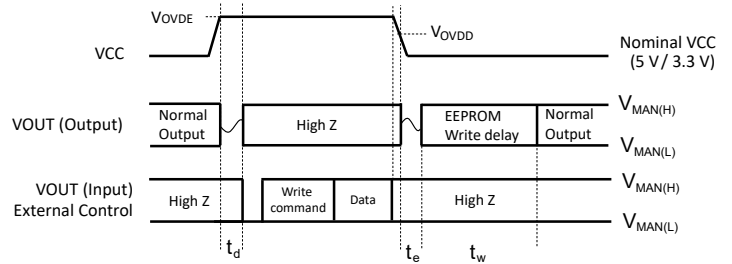 VOVDE
VOVDD
VCC
Nominal VCC
(5 V/ 3.3 V)
VOUT (Output)
Normal
Output
High Z
EEPROM
Write delay
Normal
Output
VMAN(H)
VMAN(L)
VOUT (Input)
External Control
High Z
Write
command
Data
High Z
VMAN(H)
VMAN(L)
td
te
tw